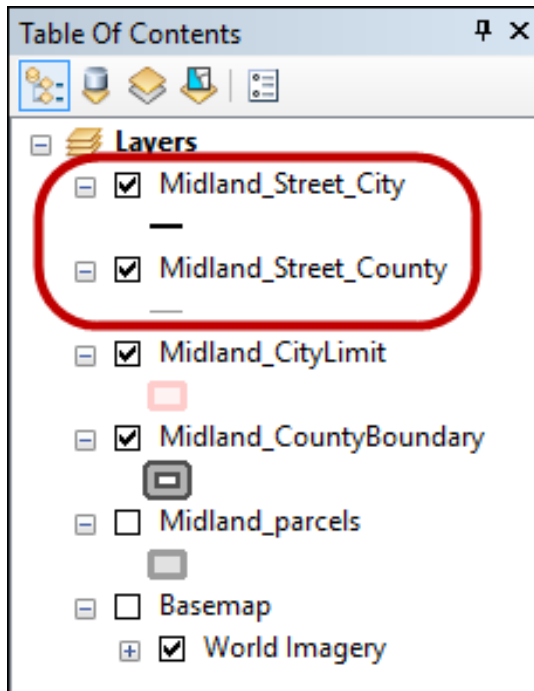 Table Of Contents
Layers
Midland_Street_City
Midland_Street_County
Midland_CityLimit
Midland_CountyBoundary
Midland_parcels
Basemap
World Imagery